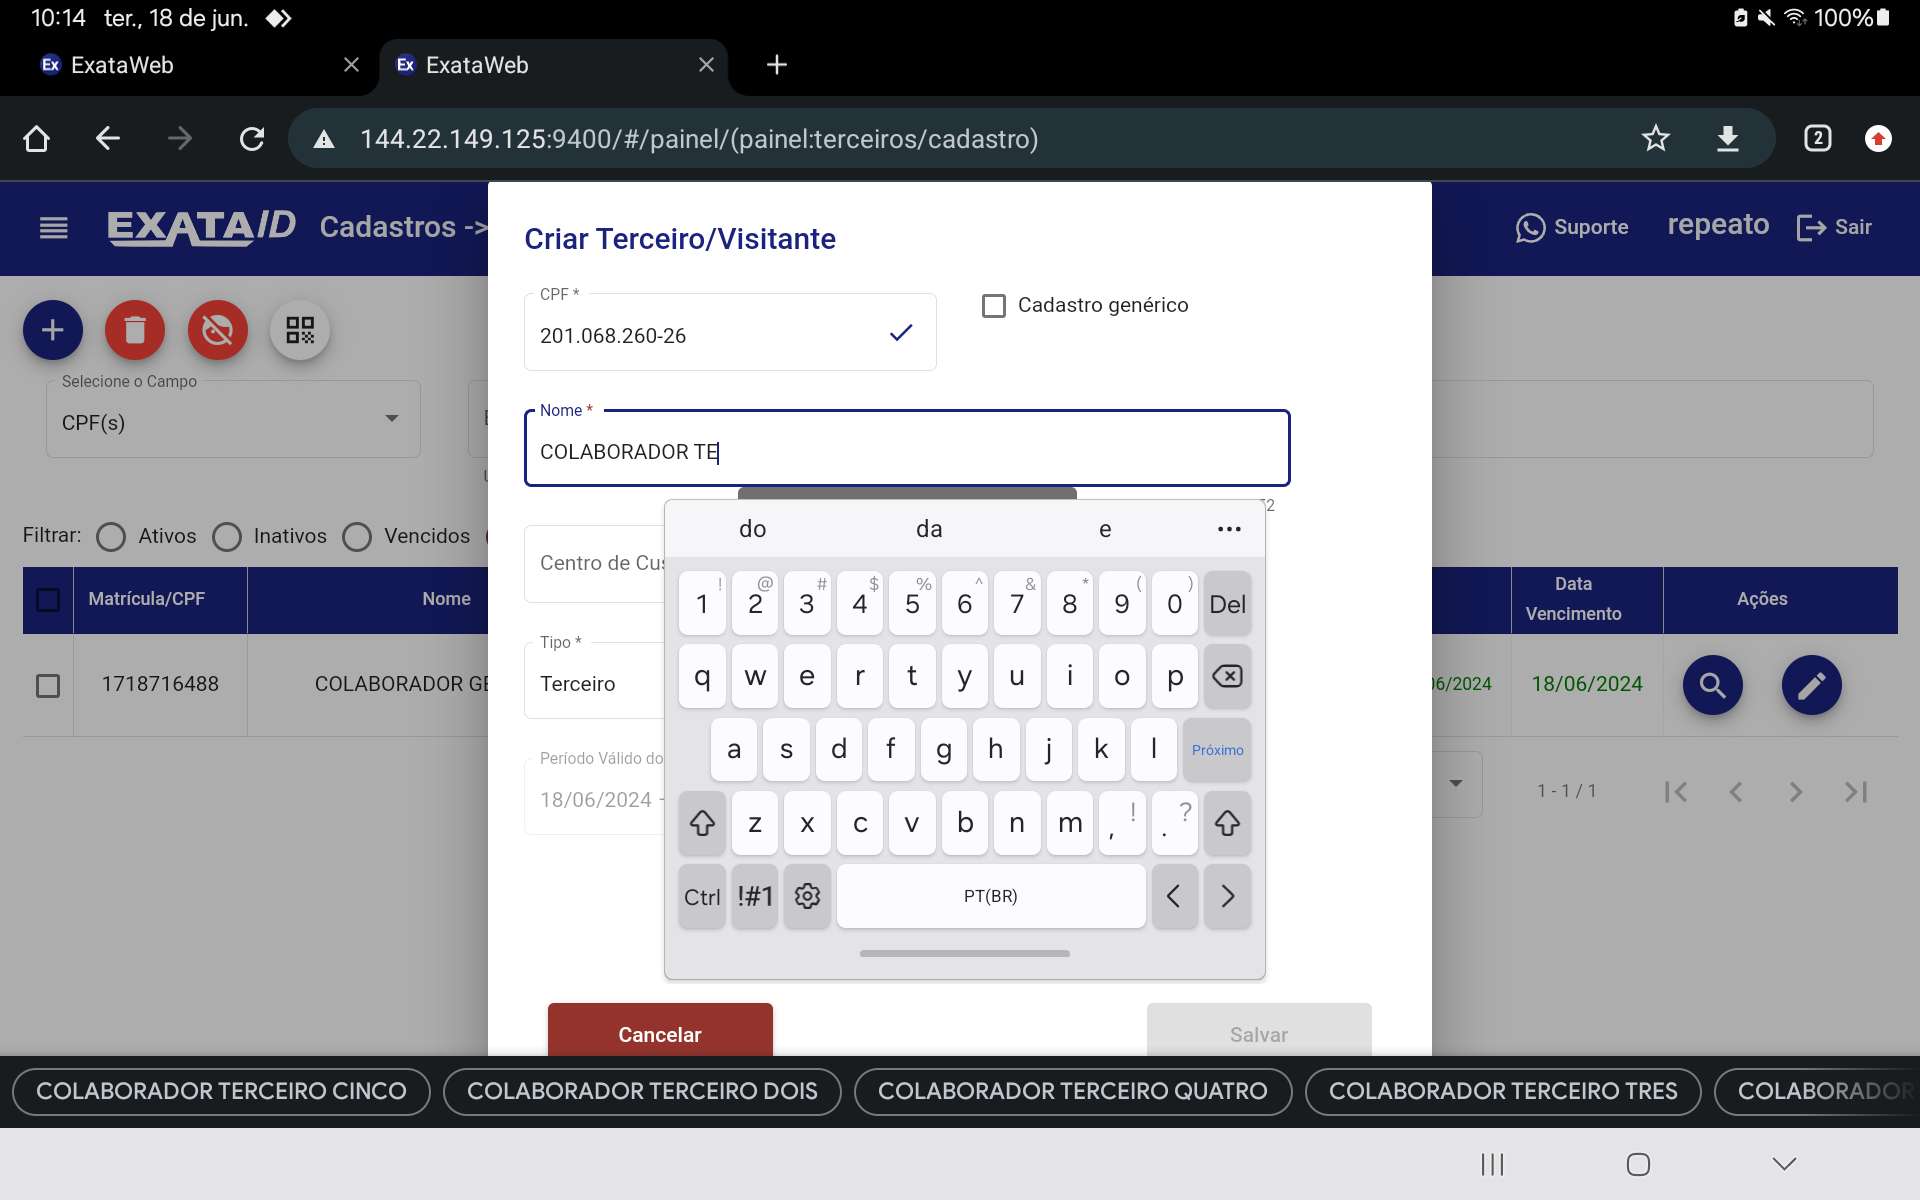 10:14 ter., 18 de jun. 100%
ExataWeb
ExataWeb
144.22.149.125:9400/#/painel/(painel:terceiros/cadastro)
2
EXATA/D Cadastros ->
Suporte repeato Sair
Criar Terceiro/Visitante
CPF *
201.068.260-26
Cadastro genérico
Selecione o Campo
CPF(s)
Nome *
COLABORADOR TE
Filtrar: Ativos Inativos Vencidos
Centro de Cus
Matrícula/CPF Nome
Data Vencimento
Ações
1718716488 COLABORADOR GE
06/2024 18/06/2024
Tipo *
Terceiro
Período Válido do
18/06/2024 -
1 - 1 / 1
do da e ...
1 ! 2 @ 3 # 4 $ 5 % 6 ^ 7 & 8 * 9 ( 0 ) Del
q w e r t y u i o p
a s d f g h j k l Próximo
z x c v b n m , ! . ?
Ctrl !#1 PT(BR) < >
Cancelar Salvar
COLABORADOR TERCEIRO CINCO COLABORADOR TERCEIRO DOIS COLABORADOR TERCEIRO QUATRO COLABORADOR TERCEIRO TRES COLABORADOR